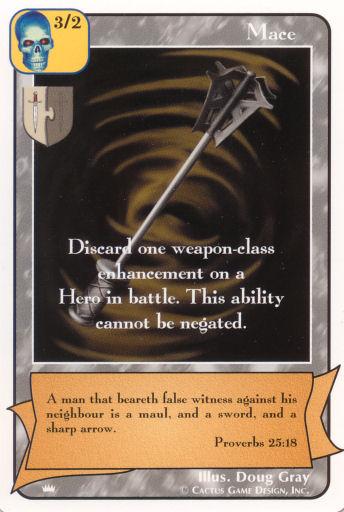 3/2
Mace
Discard one weapon-class
enhancement on a
Hero in battle. This ability
cannot be negated.
A man that beareth false witness against his
neighbour is a maul, and a sword, and a
sharp arrow.
Proverbs 25:18
Illus. Doug Gray
© Cactus Game Design, Inc.